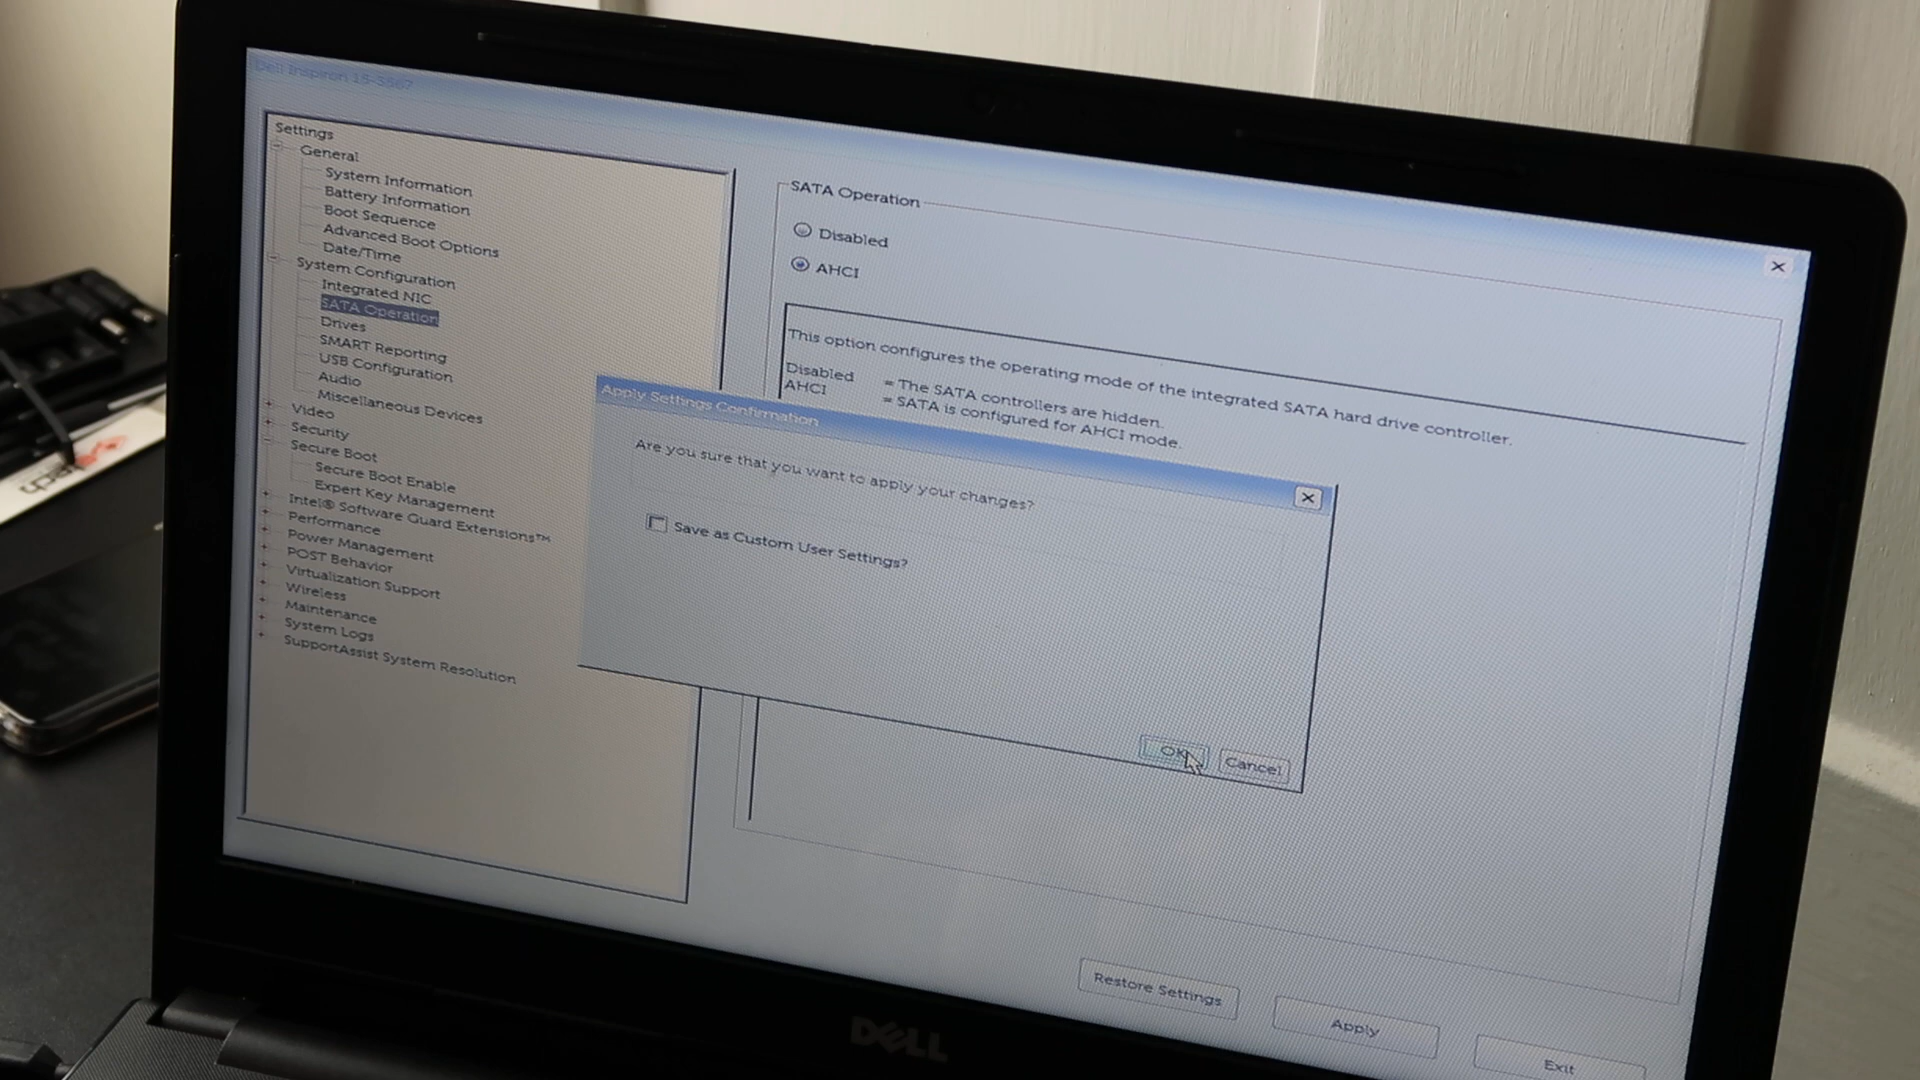 Dell Inspiron 15-3567
Settings
General
System Information
Battery Information
Boot Sequence
Advanced Boot Options
Date/Time
System Configuration
Integrated NIC
SATA Operation
Drives
SMART Reporting
USB Configuration
Audio
Miscellaneous Devices
Video
Security
Secure Boot
Secure Boot Enable
Expert Key Management
Intel® Software Guard Extensions™
Performance
Power Management
POST Behavior
Virtualization Support
Wireless
Maintenance
System Logs
SupportAssist System Resolution
SATA Operation
Disabled
AHCI
This option configures the operating mode of the integrated SATA hard drive controller.
Disabled = The SATA controllers are hidden.
AHCI = SATA is configured for AHCI mode.
Apply Settings Confirmation
Are you sure that you want to apply your changes?
Save as Custom User Settings?
OK
Cancel
Restore Settings
Apply
Exit
DELL